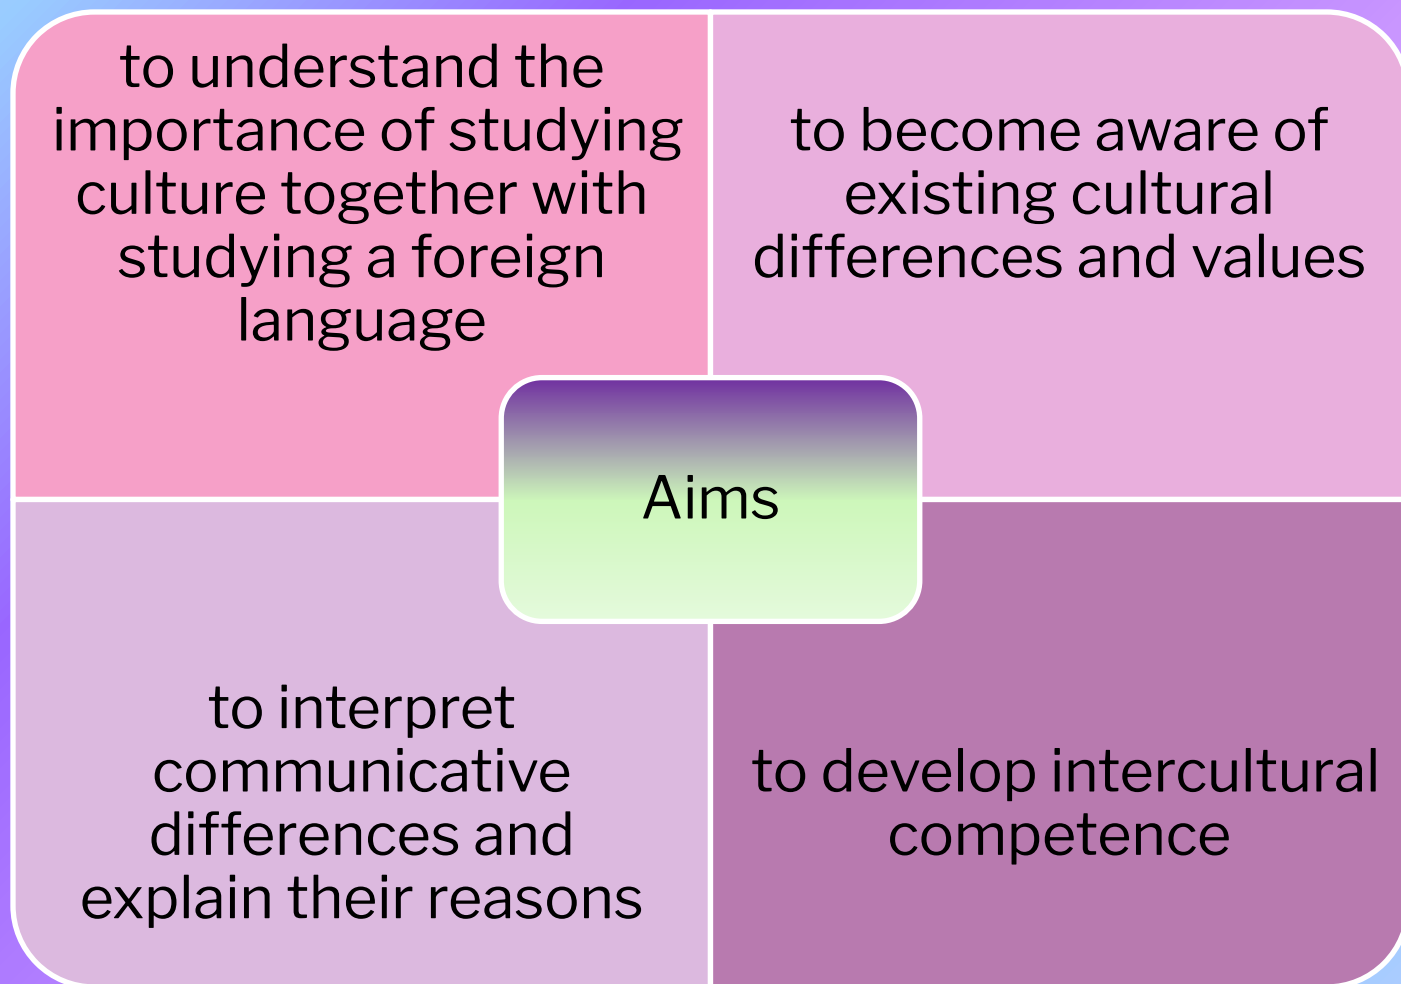 to understand the
importance of studying
culture together with
studying a foreign
language
to become aware of
existing cultural
differences and values
Aims
to interpret
communicative
differences and
explain their reasons
to develop intercultural
competence